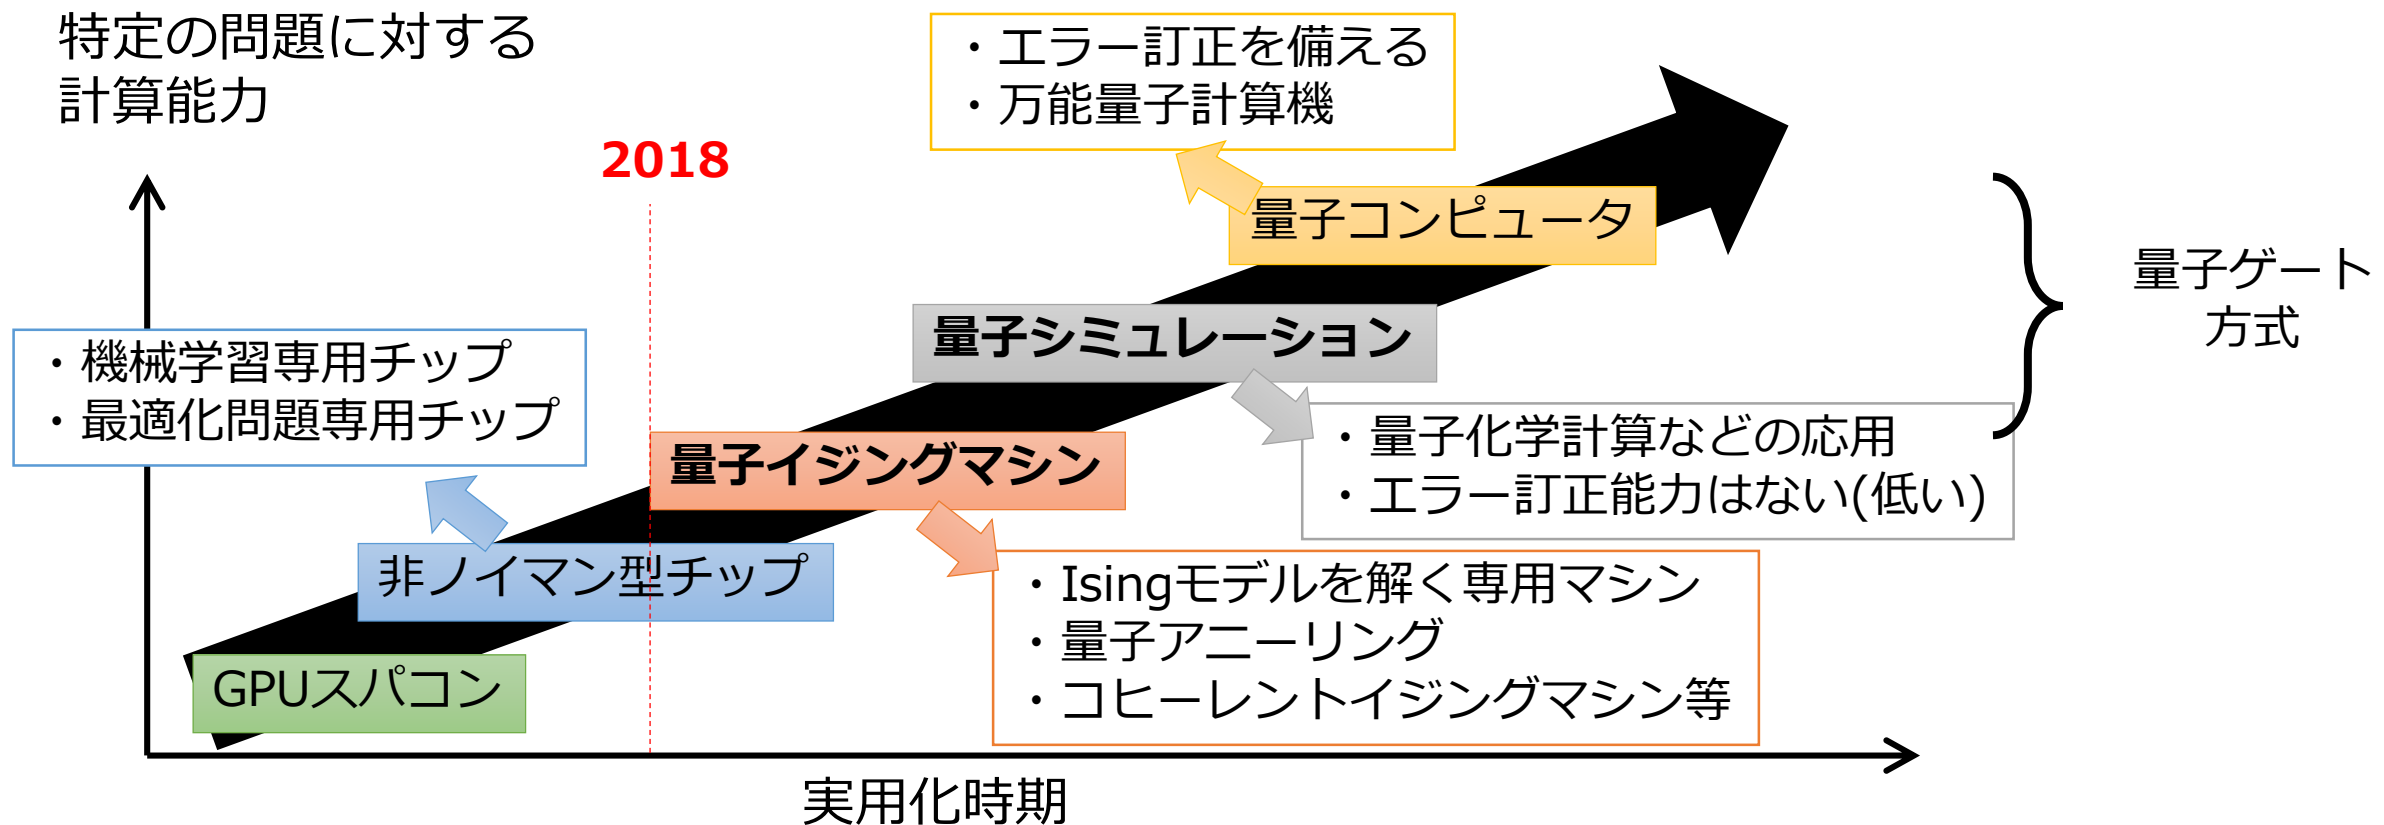 特定の問題に対する
計算能力
・エラー訂正を備える
・万能量子計算機
2018
量子コンピュータ
量子ゲート
方式
量子シミュレーション
・機械学習専用チップ
・最適化問題専用チップ
・量子化学計算などの応用
・エラー訂正能力はない(低い)
量子イジングマシン
非ノイマン型チップ
・Isingモデルを解く専用マシン
・量子アニーリング
・コヒーレントイジングマシン等
GPUスパコン
実用化時期